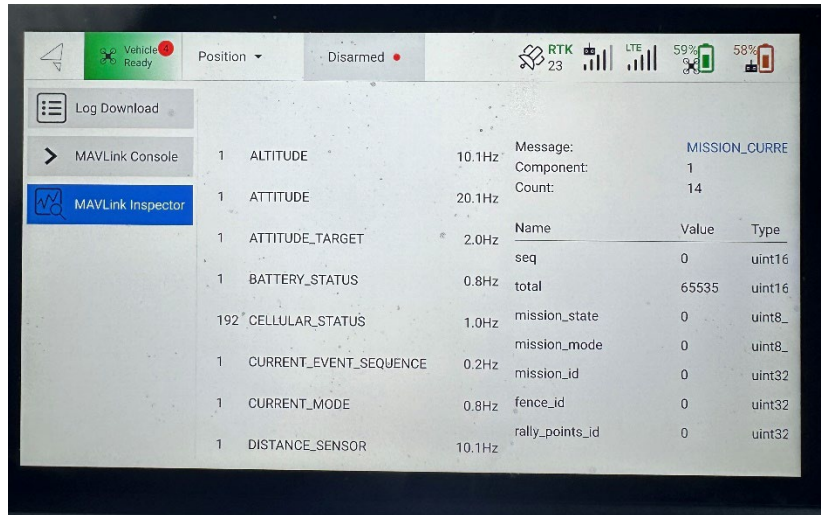 Vehicle 4
Ready
Position
Disarmed
RTK
23
LTE
59%
58%
Log Download
MAVLink Console
MAVLink Inspector
1 ALTITUDE 10.1Hz
1 ATTITUDE 20.1Hz
1 ATTITUDE_TARGET 2.0Hz
1 BATTERY_STATUS 0.8Hz
192 CELLULAR_STATUS 1.0Hz
1 CURRENT_EVENT_SEQUENCE 0.2Hz
1 CURRENT_MODE 0.8Hz
1 DISTANCE_SENSOR 10.1Hz
Message: MISSION_CURRE
Component: 1
Count: 14
Name Value Type
seq 0 uint16
total 65535 uint16
mission_state 0 uint8_
mission_mode 0 uint8_
mission_id 0 uint32
fence_id 0 uint32
rally_points_id 0 uint32